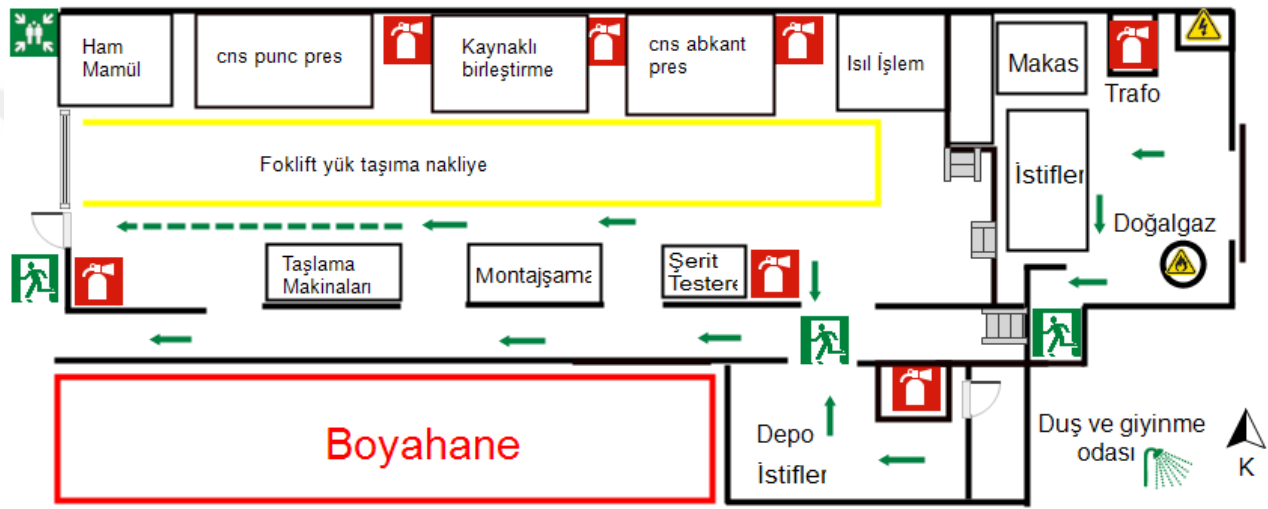 Ham
Mamül
cns punc pres
Kaynaklı
birleştirme
cns abkant
pres
Isıl İşlem
Makas
Trafo
Foklift yük taşıma nakliye
İstifler
Doğalgaz
Taşlama
Makinaları
Montajşama
Şerit
Testere
Boyahane
Depo
İstifler
Duş ve giyinme
odası
K